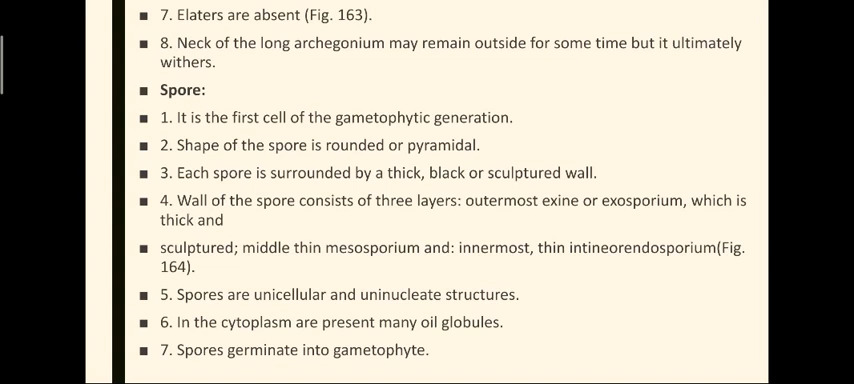 ▪ 7. Elaters are absent (Fig. 163).
▪ 8. Neck of the long archegonium may remain outside for some time but it ultimately
withers.
▪ Spore:
▪ 1. It is the first cell of the gametophytic generation.
▪ 2. Shape of the spore is rounded or pyramidal.
▪ 3. Each spore is surrounded by a thick, black or sculptured wall.
▪ 4. Wall of the spore consists of three layers: outermost exine or exosporium, which is
thick and
▪ sculptured; middle thin mesosporium and: innermost, thin intineorendosporium(Fig.
164).
▪ 5. Spores are unicellular and uninucleate structures.
▪ 6. In the cytoplasm are present many oil globules.
▪ 7. Spores germinate into gametophyte.